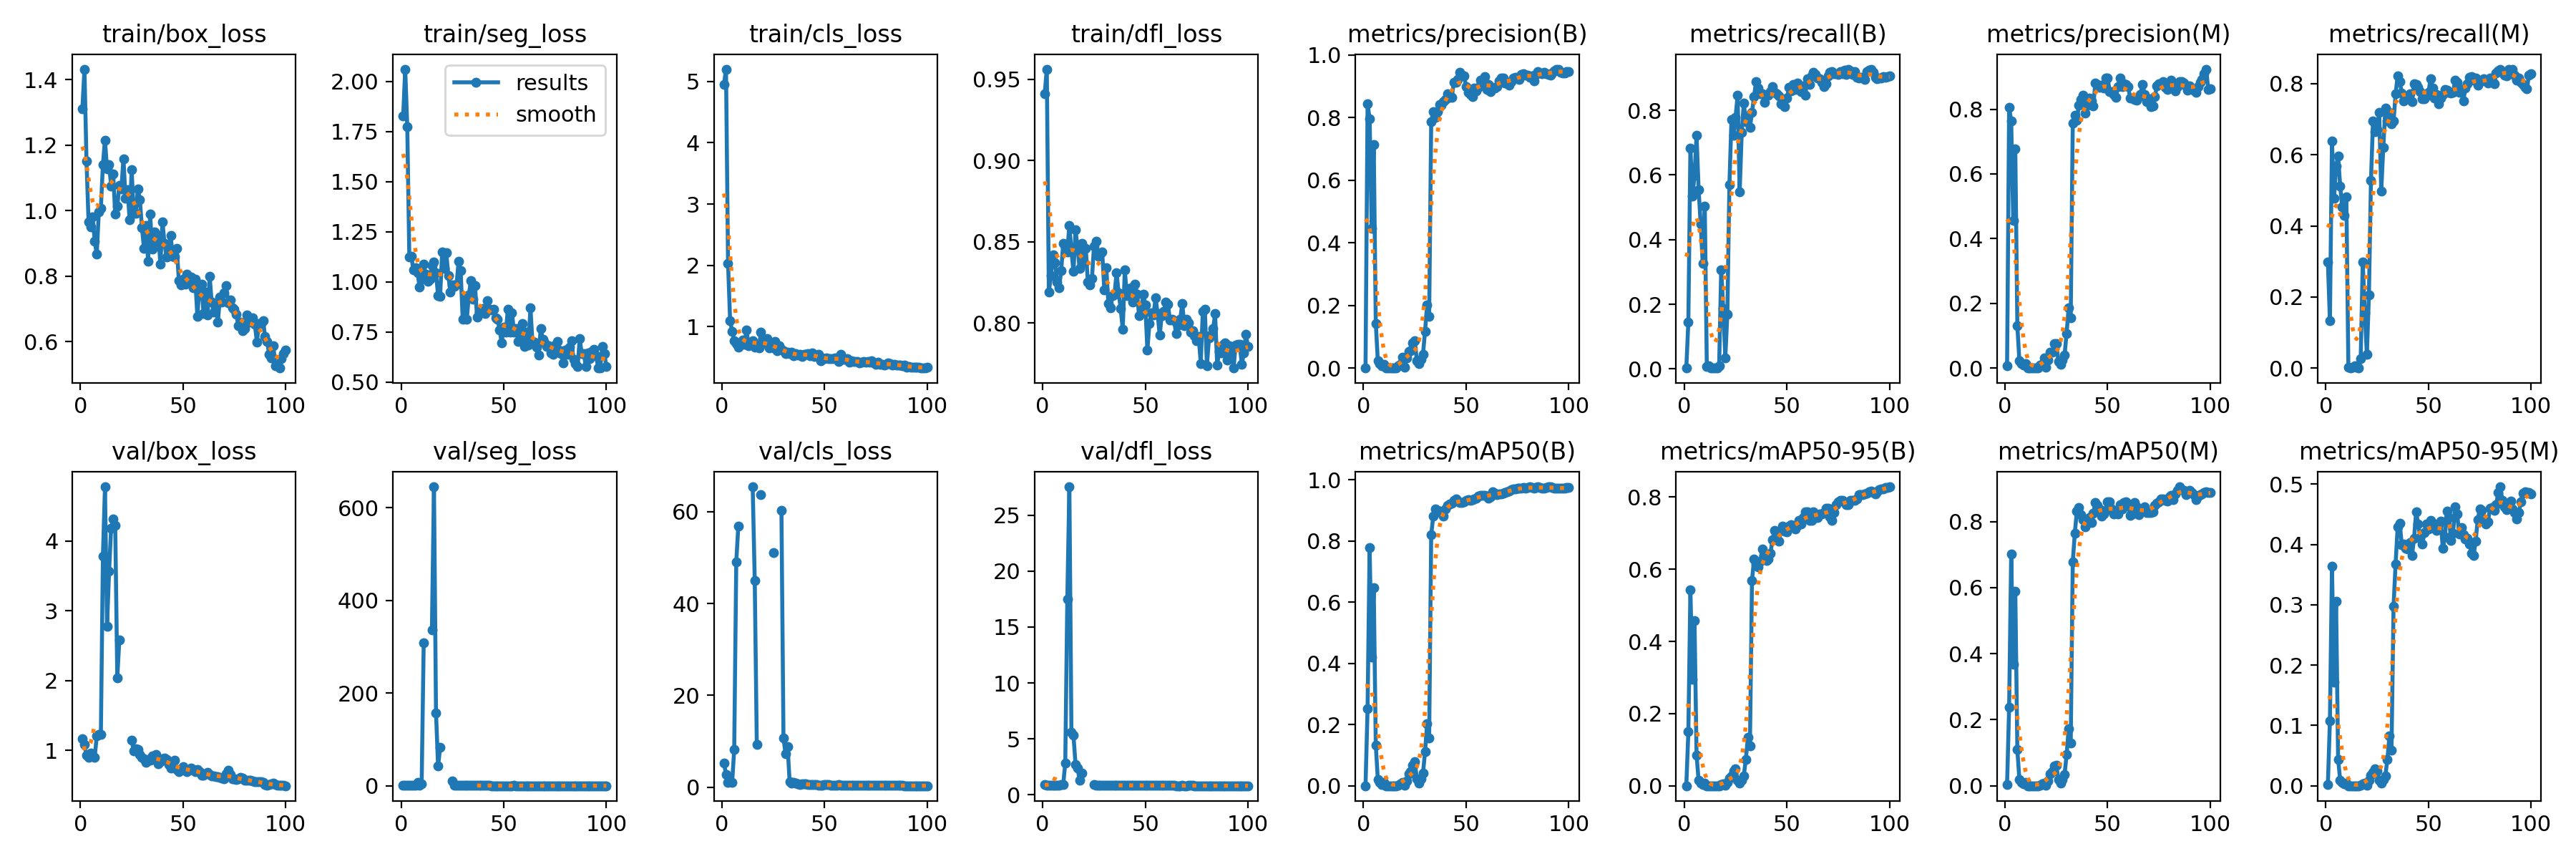 train/box_loss
train/seg_loss
train/cls_loss
train/dfl_loss
metrics/precision(B)
metrics/recall(B)
metrics/precision(M)
metrics/recall(M)
1.4
1.2
1.0
0.8
0.6
0 50 100
2.00
1.75
1.50
1.25
1.00
0.75
0.50
results
smooth
0 50 100
5
4
3
2
1
0 50 100
0.95
0.90
0.85
0.80
0 50 100
1.0
0.8
0.6
0.4
0.2
0.0
0 50 100
0.8
0.6
0.4
0.2
0.0
0 50 100
0.8
0.6
0.4
0.2
0.0
0 50 100
0.8
0.6
0.4
0.2
0.0
0 50 100
val/box_loss
val/seg_loss
val/cls_loss
val/dfl_loss
metrics/mAP50(B)
metrics/mAP50-95(B)
metrics/mAP50(M)
metrics/mAP50-95(M)
4
3
2
1
0 50 100
600
400
200
0
0 50 100
60
40
20
0
0 50 100
25
20
15
10
5
0
0 50 100
1.0
0.8
0.6
0.4
0.2
0.0
0 50 100
0.8
0.6
0.4
0.2
0.0
0 50 100
0.8
0.6
0.4
0.2
0.0
0 50 100
0.5
0.4
0.3
0.2
0.1
0.0
0 50 100